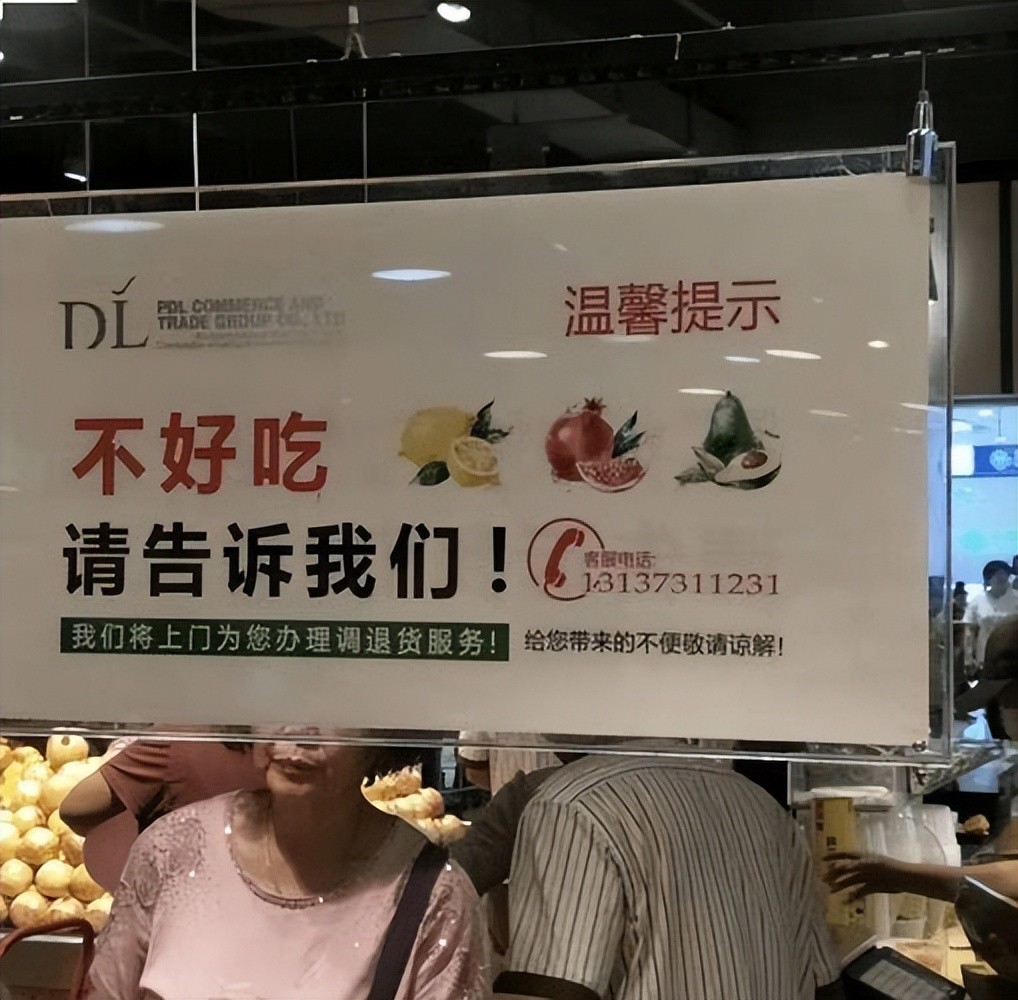 DL
PDL COMMERCE AND
TRADE GROUP CO., LTD
温馨提示
不好吃
请告诉我们！
客服电话:
13137311231
我们将上门为您办理调退货服务!
给您带来的不便敬请谅解!